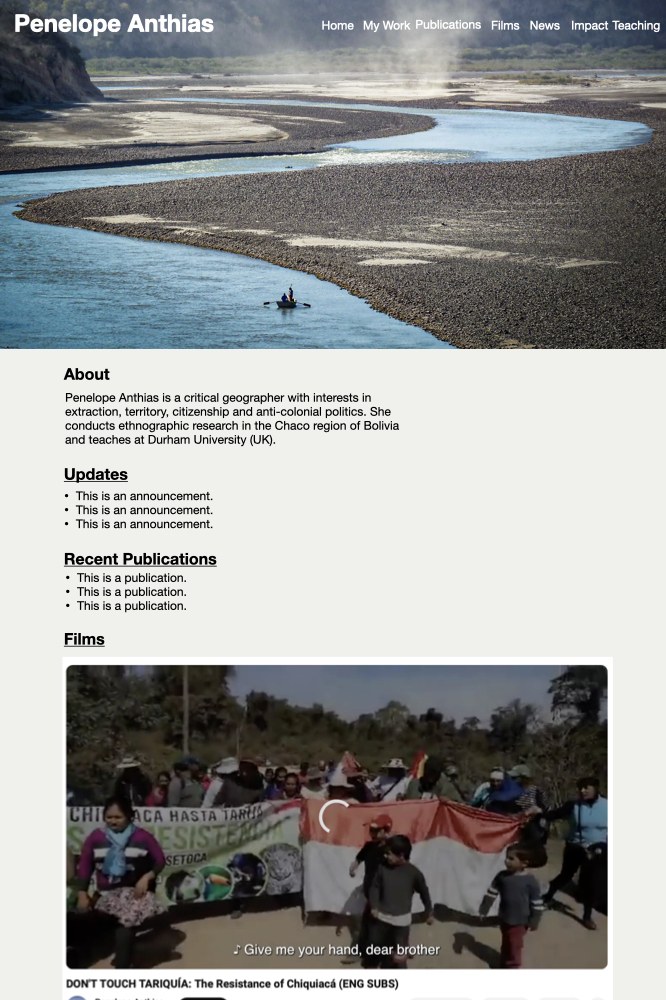 Penelope Anthias
Home My Work Publications Films News Impact Teaching
About
Penelope Anthias is a critical geographer with interests in
extraction, territory, citizenship and anti-colonial politics. She
conducts ethnographic research in the Chaco region of Bolivia
and teaches at Durham University (UK).
Updates
• This is an announcement.
• This is an announcement.
• This is an announcement.
Recent Publications
• This is a publication.
• This is a publication.
• This is a publication.
Films
HASTA TARIJA
RESISTENCIA
♪ Give me your hand, dear brother
DON'T TOUCH TARIQUÍA: The Resistance of Chiquiacá (ENG SUBS)